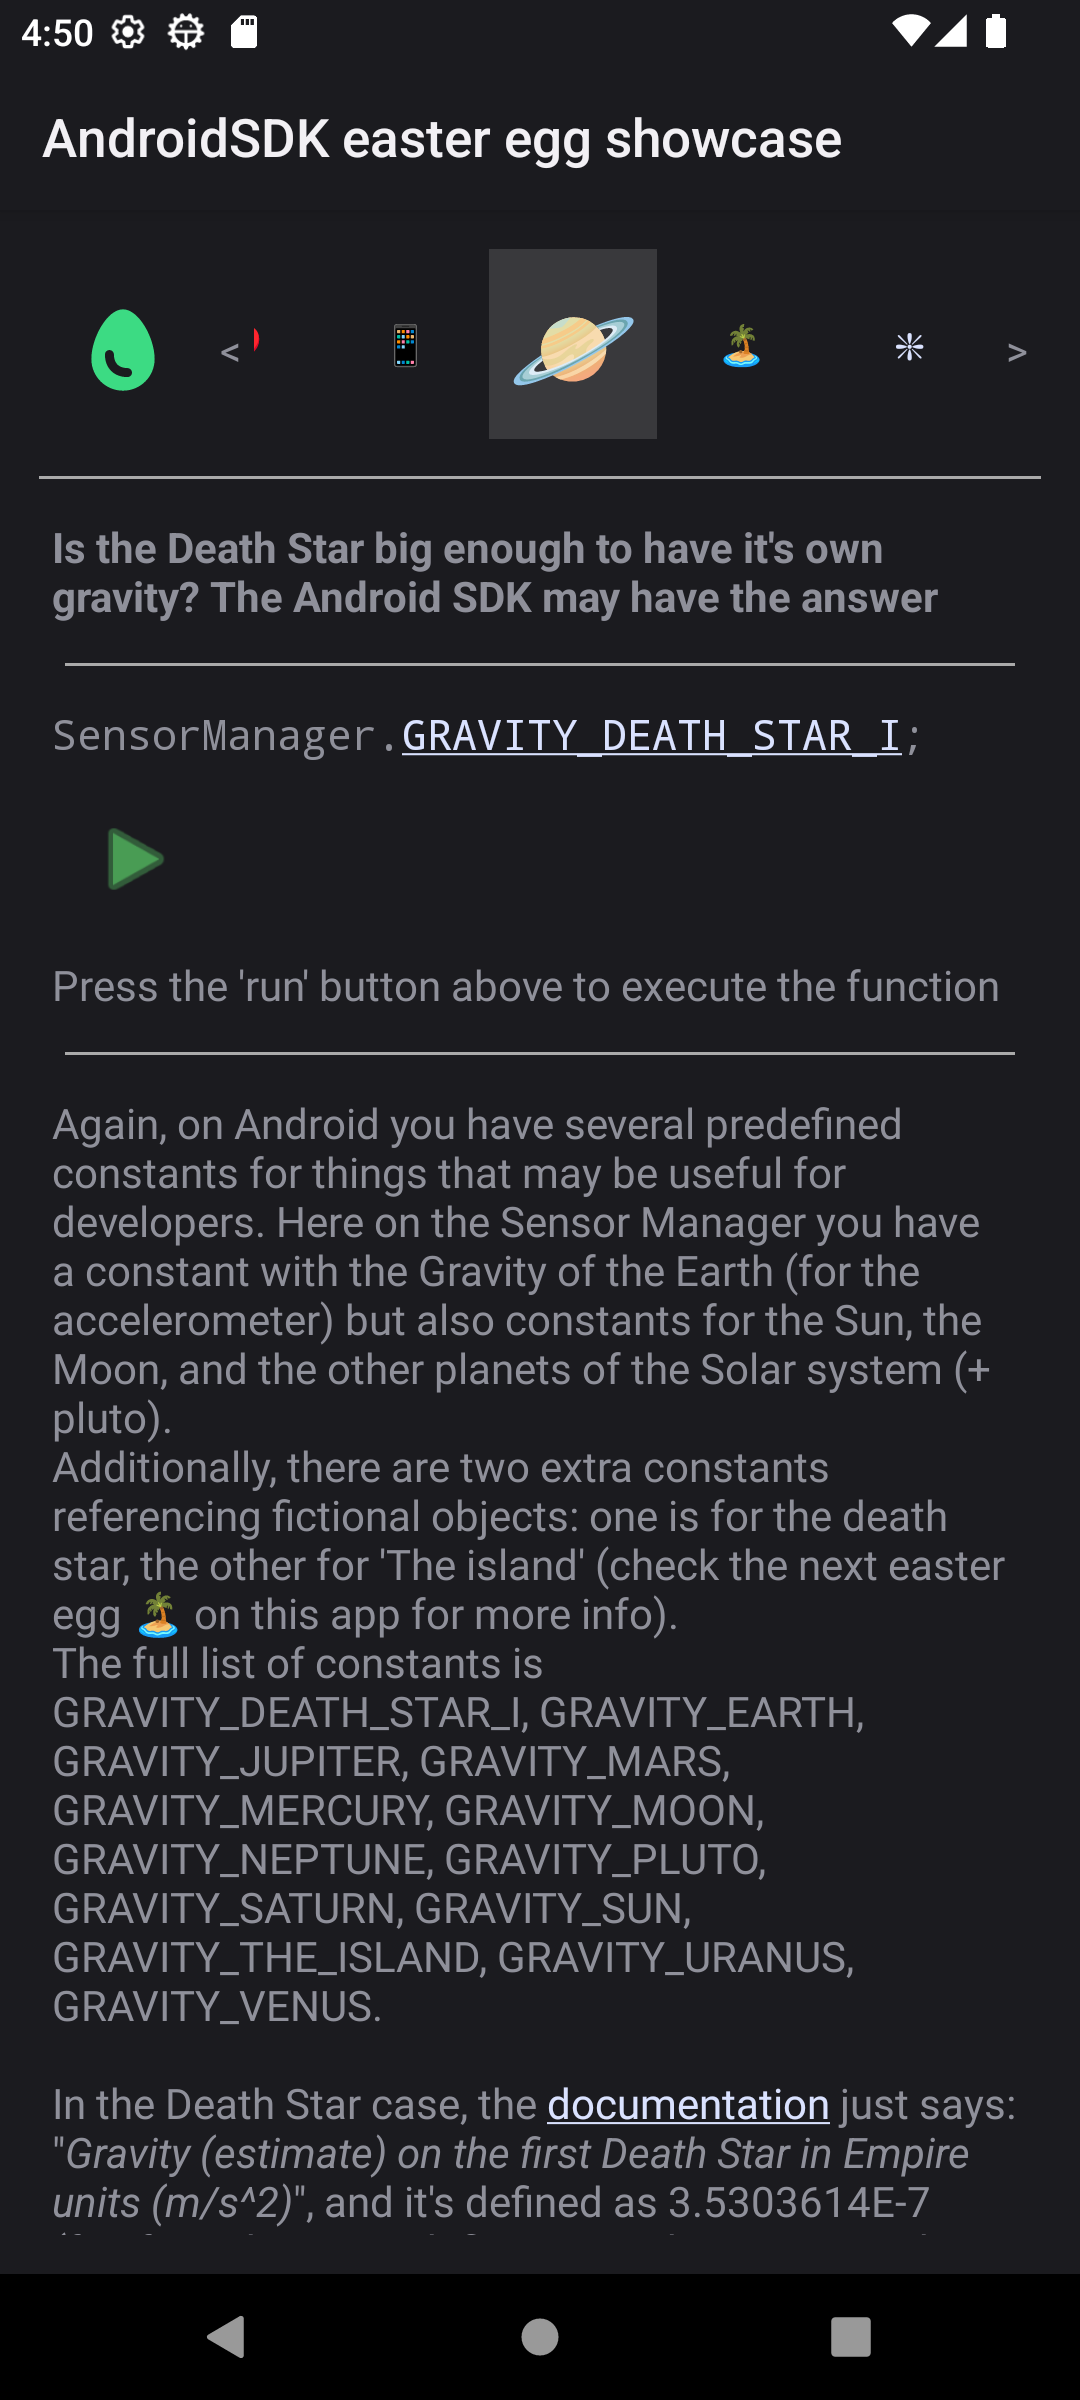 4:50
AndroidSDK easter egg showcase
< >
Is the Death Star big enough to have it's own
gravity? The Android SDK may have the answer
SensorManager.GRAVITY_DEATH_STAR_I;
Press the 'run' button above to execute the function
Again, on Android you have several predefined
constants for things that may be useful for
developers. Here on the Sensor Manager you have
a constant with the Gravity of the Earth (for the
accelerometer) but also constants for the Sun, the
Moon, and the other planets of the Solar system (+
pluto).
Additionally, there are two extra constants
referencing fictional objects: one is for the death
star, the other for 'The island' (check the next easter
egg 🏝 on this app for more info).
The full list of constants is
GRAVITY_DEATH_STAR_I, GRAVITY_EARTH,
GRAVITY_JUPITER, GRAVITY_MARS,
GRAVITY_MERCURY, GRAVITY_MOON,
GRAVITY_NEPTUNE, GRAVITY_PLUTO,
GRAVITY_SATURN, GRAVITY_SUN,
GRAVITY_THE_ISLAND, GRAVITY_URANUS,
GRAVITY_VENUS.
In the Death Star case, the documentation just says:
"Gravity (estimate) on the first Death Star in Empire
units (m/s^2)", and it's defined as 3.5303614E-7